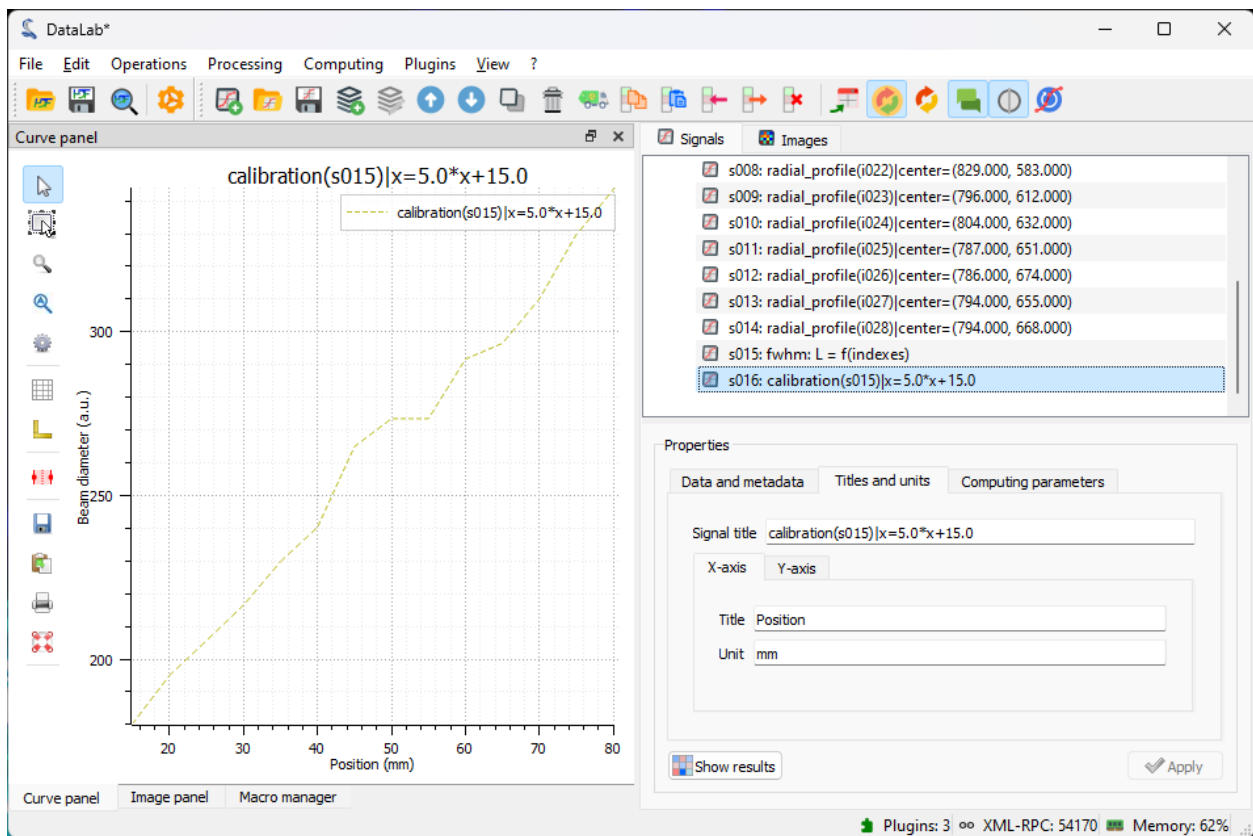 DataLab*
File Edit Operations Processing Computing Plugins View ?
Curve panel
calibration(s015)|x=5.0*x+15.0
calibration(s015)|x=5.0*x+15.0
Beam diameter (a.u.)
300
250
200
20 30 40 50 60 70 80
Position (mm)
Curve panel Image panel Macro manager
Signals Images
s008: radial_profile(i022)|center=(829.000, 583.000)
s009: radial_profile(i023)|center=(796.000, 612.000)
s010: radial_profile(i024)|center=(804.000, 632.000)
s011: radial_profile(i025)|center=(787.000, 651.000)
s012: radial_profile(i026)|center=(786.000, 674.000)
s013: radial_profile(i027)|center=(794.000, 655.000)
s014: radial_profile(i028)|center=(794.000, 668.000)
s015: fwhm: L = f(indexes)
s016: calibration(s015)|x=5.0*x+15.0
Properties
Data and metadata Titles and units Computing parameters
Signal title calibration(s015)|x=5.0*x+15.0
X-axis Y-axis
Title Position
Unit mm
Show results Apply
Plugins: 3 XML-RPC: 54170 Memory: 62%